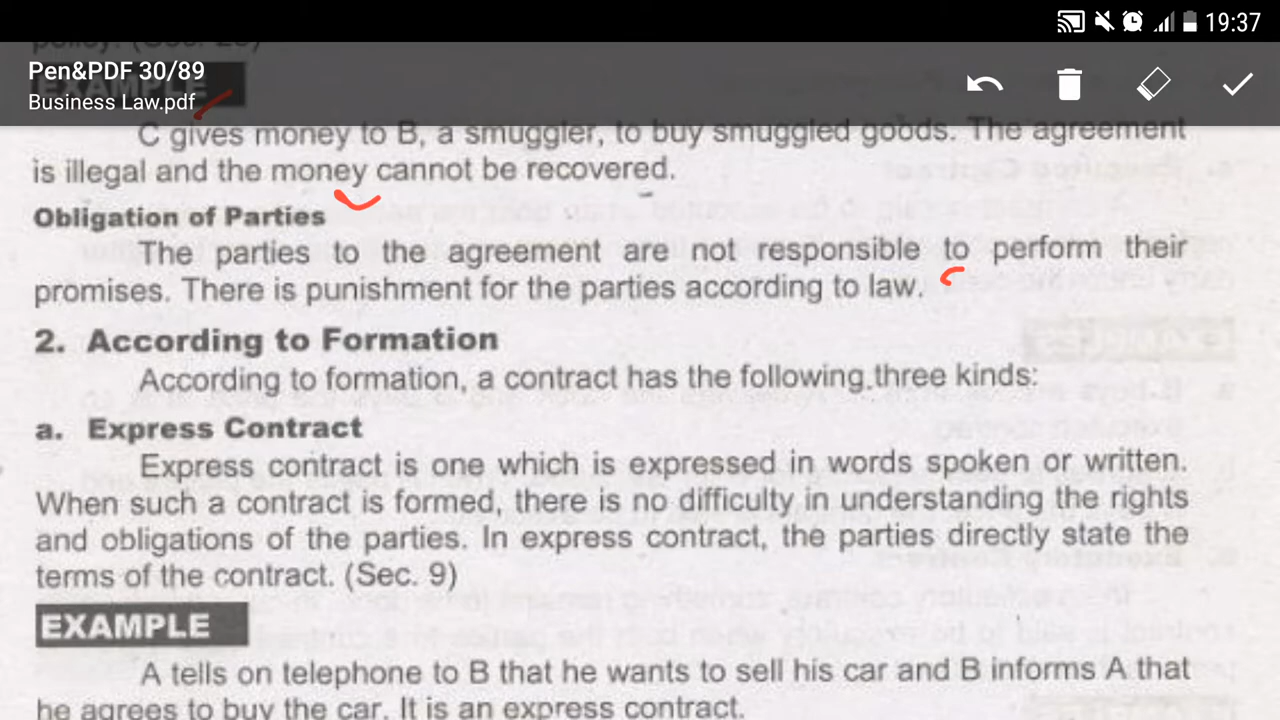 19:37
policy. (Sec. 23)
Pen&PDF 30/89
EXAMPLE
Business Law.pdf
C gives money to B, a smuggler, to buy smuggled goods. The agreement
is illegal and the money cannot be recovered.
Obligation of Parties
The parties to the agreement are not responsible to perform their
promises. There is punishment for the parties according to law.
2. According to Formation
According to formation, a contract has the following three kinds:
a. Express Contract
Express contract is one which is expressed in words spoken or written.
When such a contract is formed, there is no difficulty in understanding the rights
and obligations of the parties. In express contract, the parties directly state the
terms of the contract. (Sec. 9)
EXAMPLE
A tells on telephone to B that he wants to sell his car and B informs A that
he agrees to buy the car. It is an express contract.